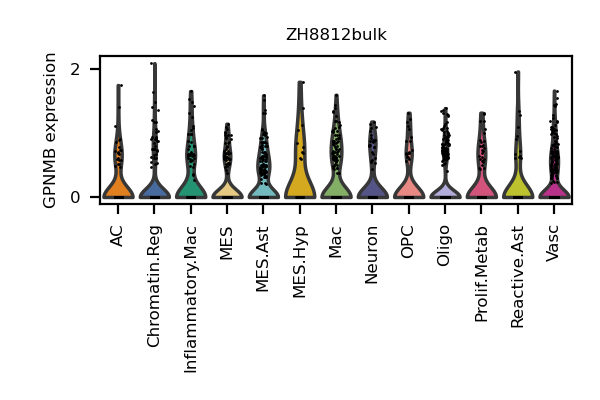 ZH8812bulk
GPNMB expression
2
0
AC
Chromatin.Reg
Inflammatory.Mac
MES
MES.Ast
MES.Hyp
Mac
Neuron
OPC
Oligo
Prolif.Metab
Reactive.Ast
Vasc